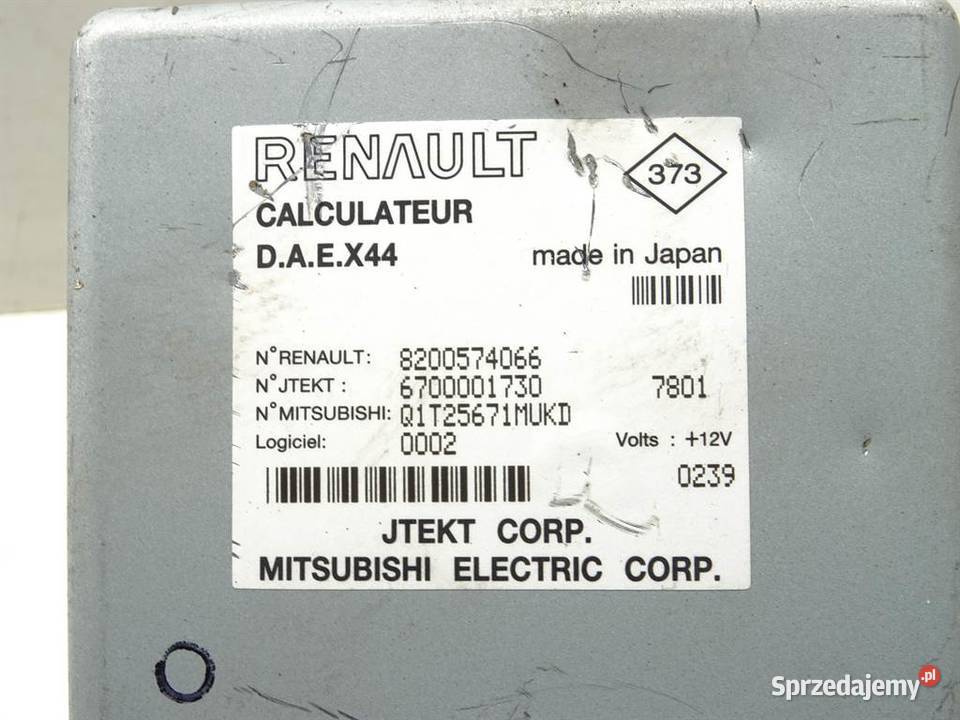 RENAULT
373
CALCULATEUR
D.A.E.X44 made in Japan
N°RENAULT: 8200574066
N°JTEKT : 6700001730 7801
N°MITSUBISHI: Q1T25671MUKD
Logiciel: 0002 Volts : +12V
0239
JTEKT CORP.
MITSUBISHI ELECTRIC CORP.
Sprzedajemy.pl